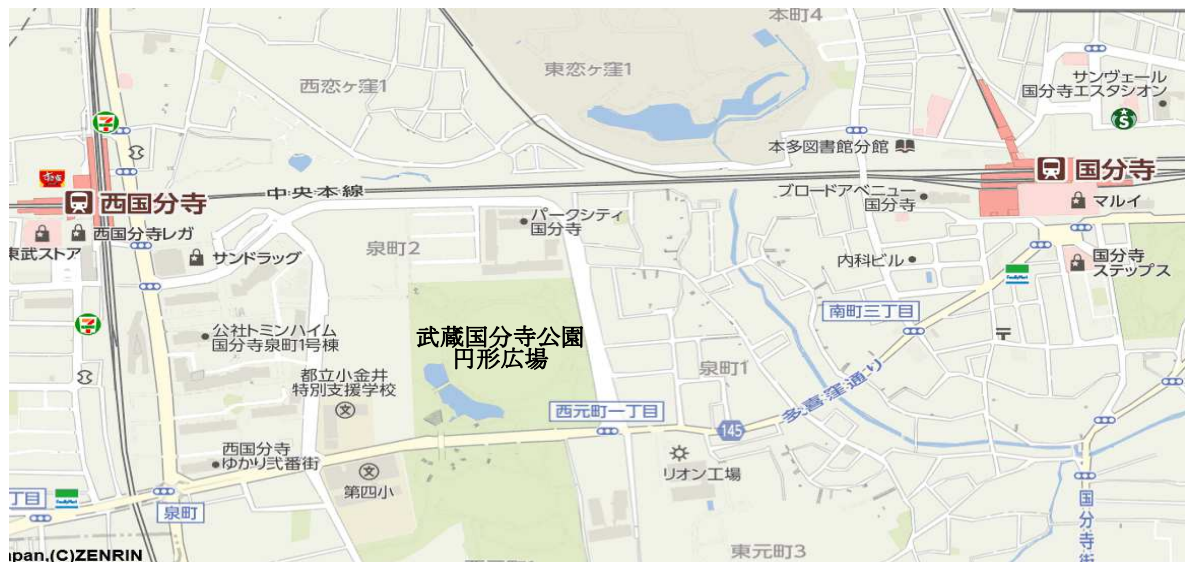 本町4
東恋ヶ窪1
西恋ヶ窪1
サンヴェール
国分寺エスタシオン
本多図書館分館
国分寺
中央本線
西国分寺
ブロードアベニュー
国分寺
マルイ
パークシティ
国分寺
西国分寺レガ
東武ストア
サンドラッグ
泉町2
内科ビル
国分寺
ステップス
南町三丁目
公社トミンハイム
国分寺泉町1号棟
武蔵国分寺公園
円形広場
都立小金井
特別支援学校
文
泉町1
多喜窪通り
西元町一丁目
145
西国分寺
ゆかり弐番街
文
第四小
リオン工場
丁目
泉町
国分寺街
東元町3
apan,(C)ZENRIN